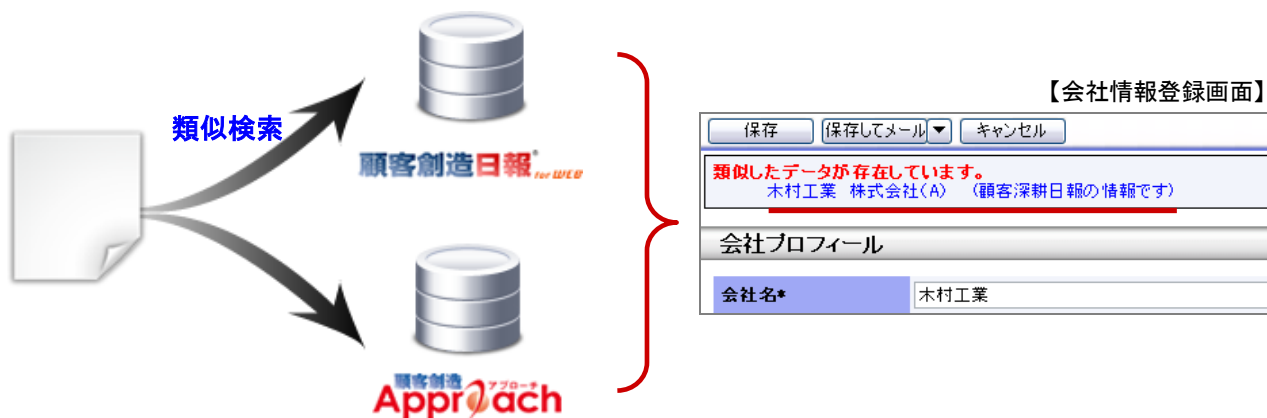 類似検索
顧客創造日報® for WEB
顧客創造
アプローチ
Approach
【会社情報登録画面】
保存 保存してメール▼ キャンセル
類似したデータが存在しています。
木村工業 株式会社(A) (顧客深耕日報の情報です)
会社プロフィール
会社名* 木村工業